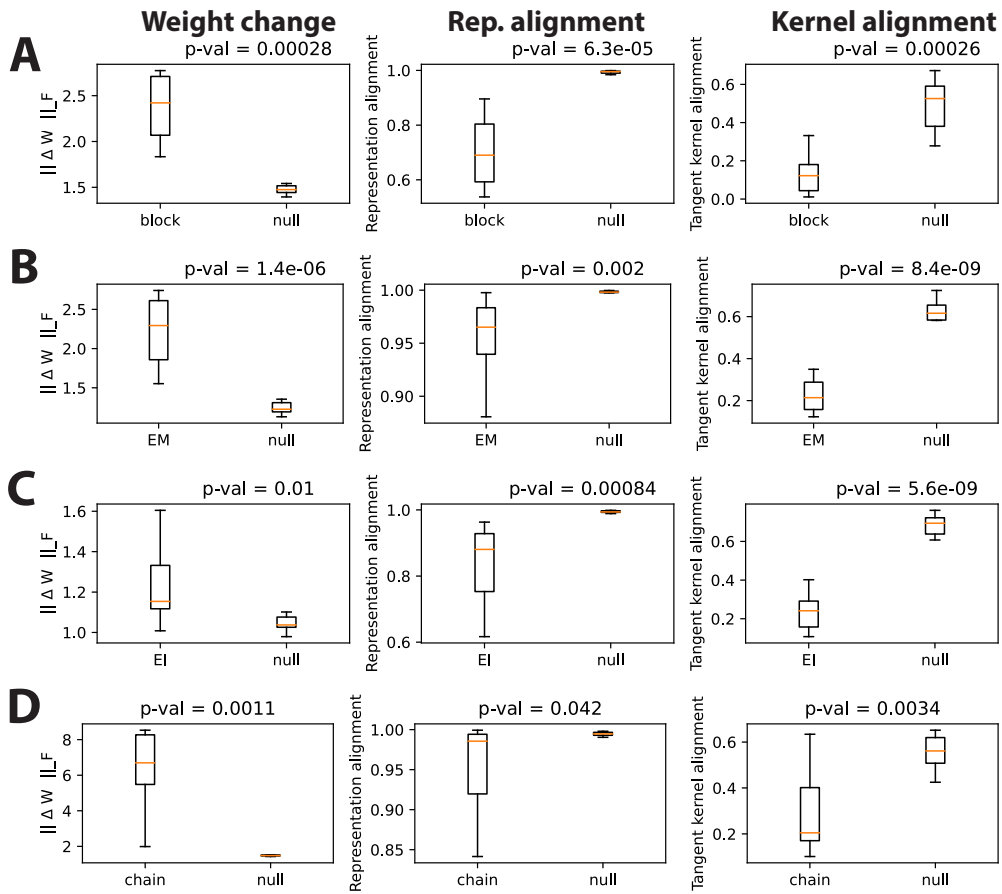 Weight change Rep. alignment Kernel alignment
A
p-val = 0.00028
|| Δ W ||_F
2.5
2.0
1.5
block null
p-val = 6.3e-05
Representation alignment
1.0
0.8
0.6
block null
p-val = 0.00026
Tangent kernel alignment
0.6
0.4
0.2
0.0
block null
B
p-val = 1.4e-06
|| Δ W ||_F
2.5
2.0
1.5
EM null
p-val = 0.002
Representation alignment
1.00
0.95
0.90
EM null
p-val = 8.4e-09
Tangent kernel alignment
0.6
0.4
0.2
EM null
C
p-val = 0.01
|| Δ W ||_F
1.6
1.4
1.2
1.0
EI null
p-val = 0.00084
Representation alignment
1.0
0.8
0.6
EI null
p-val = 5.6e-09
Tangent kernel alignment
0.6
0.4
0.2
EI null
D
p-val = 0.0011
|| Δ W ||_F
8
6
4
2
chain null
p-val = 0.042
Representation alignment
1.00
0.95
0.90
0.85
chain null
p-val = 0.0034
Tangent kernel alignment
0.6
0.4
0.2
chain null